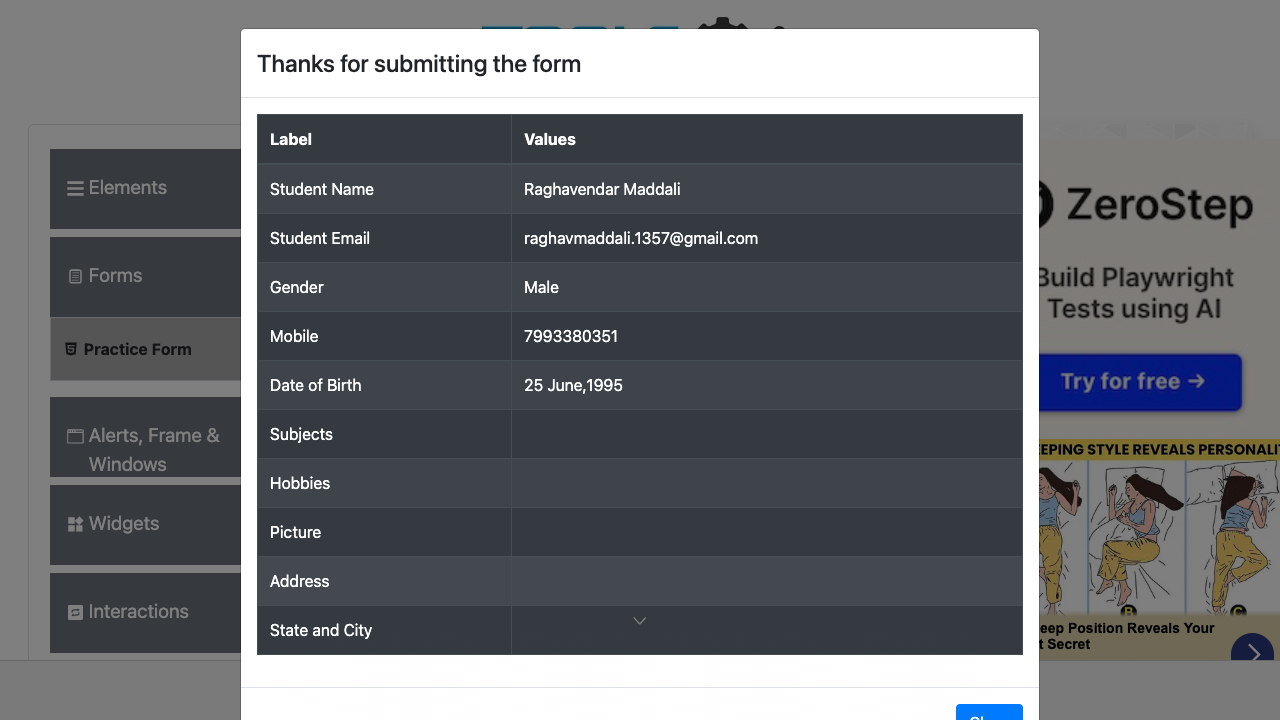 Thanks for submitting the form
Label Values
Student Name Raghavendar Maddali
Student Email raghavmaddali.1357@gmail.com
Gender Male
Mobile 7993380351
Date of Birth 25 June,1995
Subjects
Hobbies
Picture
Address
State and City
Elements
Forms
Practice Form
Alerts, Frame &
Windows
Widgets
Interactions
ZeroStep
Build Playwright
Tests using AI
Try for free →
STYLE REVEALS
B
C
Position Reveals Your
Secret